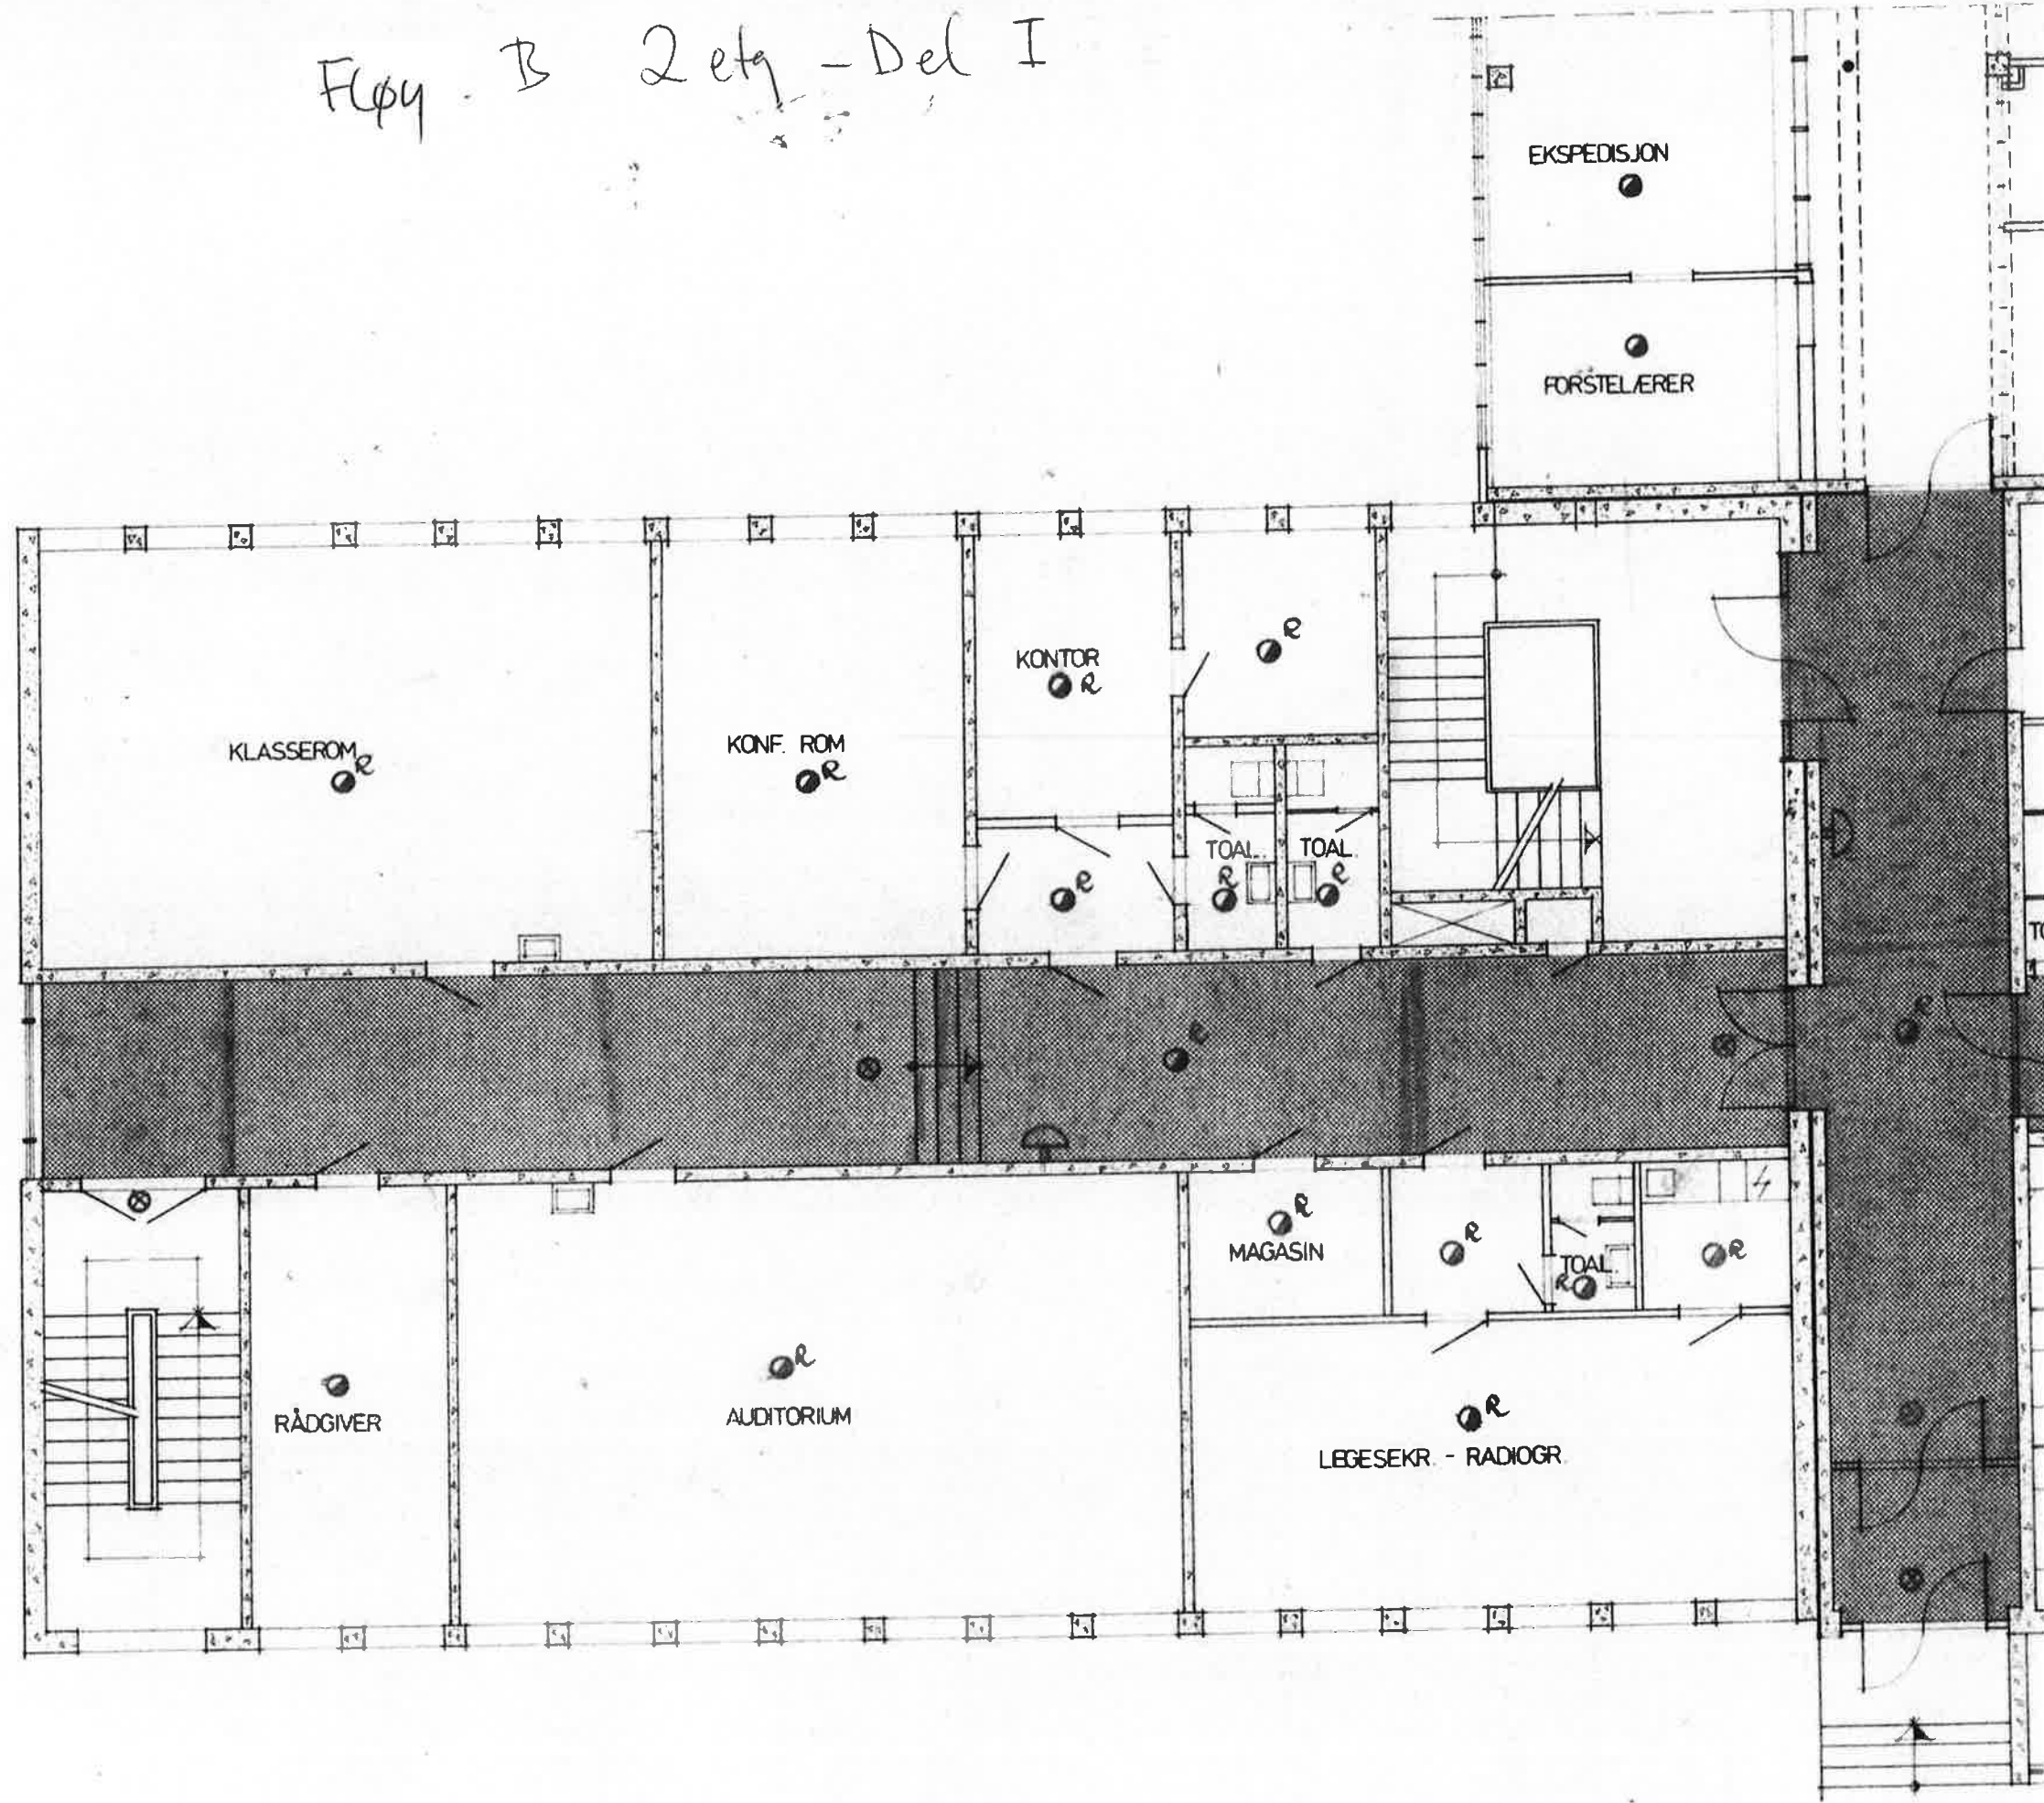 Fløy. B 2 etg - Del I
EKSPEDISJON
FORSTELÆRER
R
KONTOR
R
KLASSEROM R
KONF. ROM
R
TOAL.
R
TOAL.
R
R
R
R
R
MAGASIN
R
TOAL.
R
R
R
RÅDGIVER
AUDITORIUM
R
LEGESEKR. - RADIOGR.